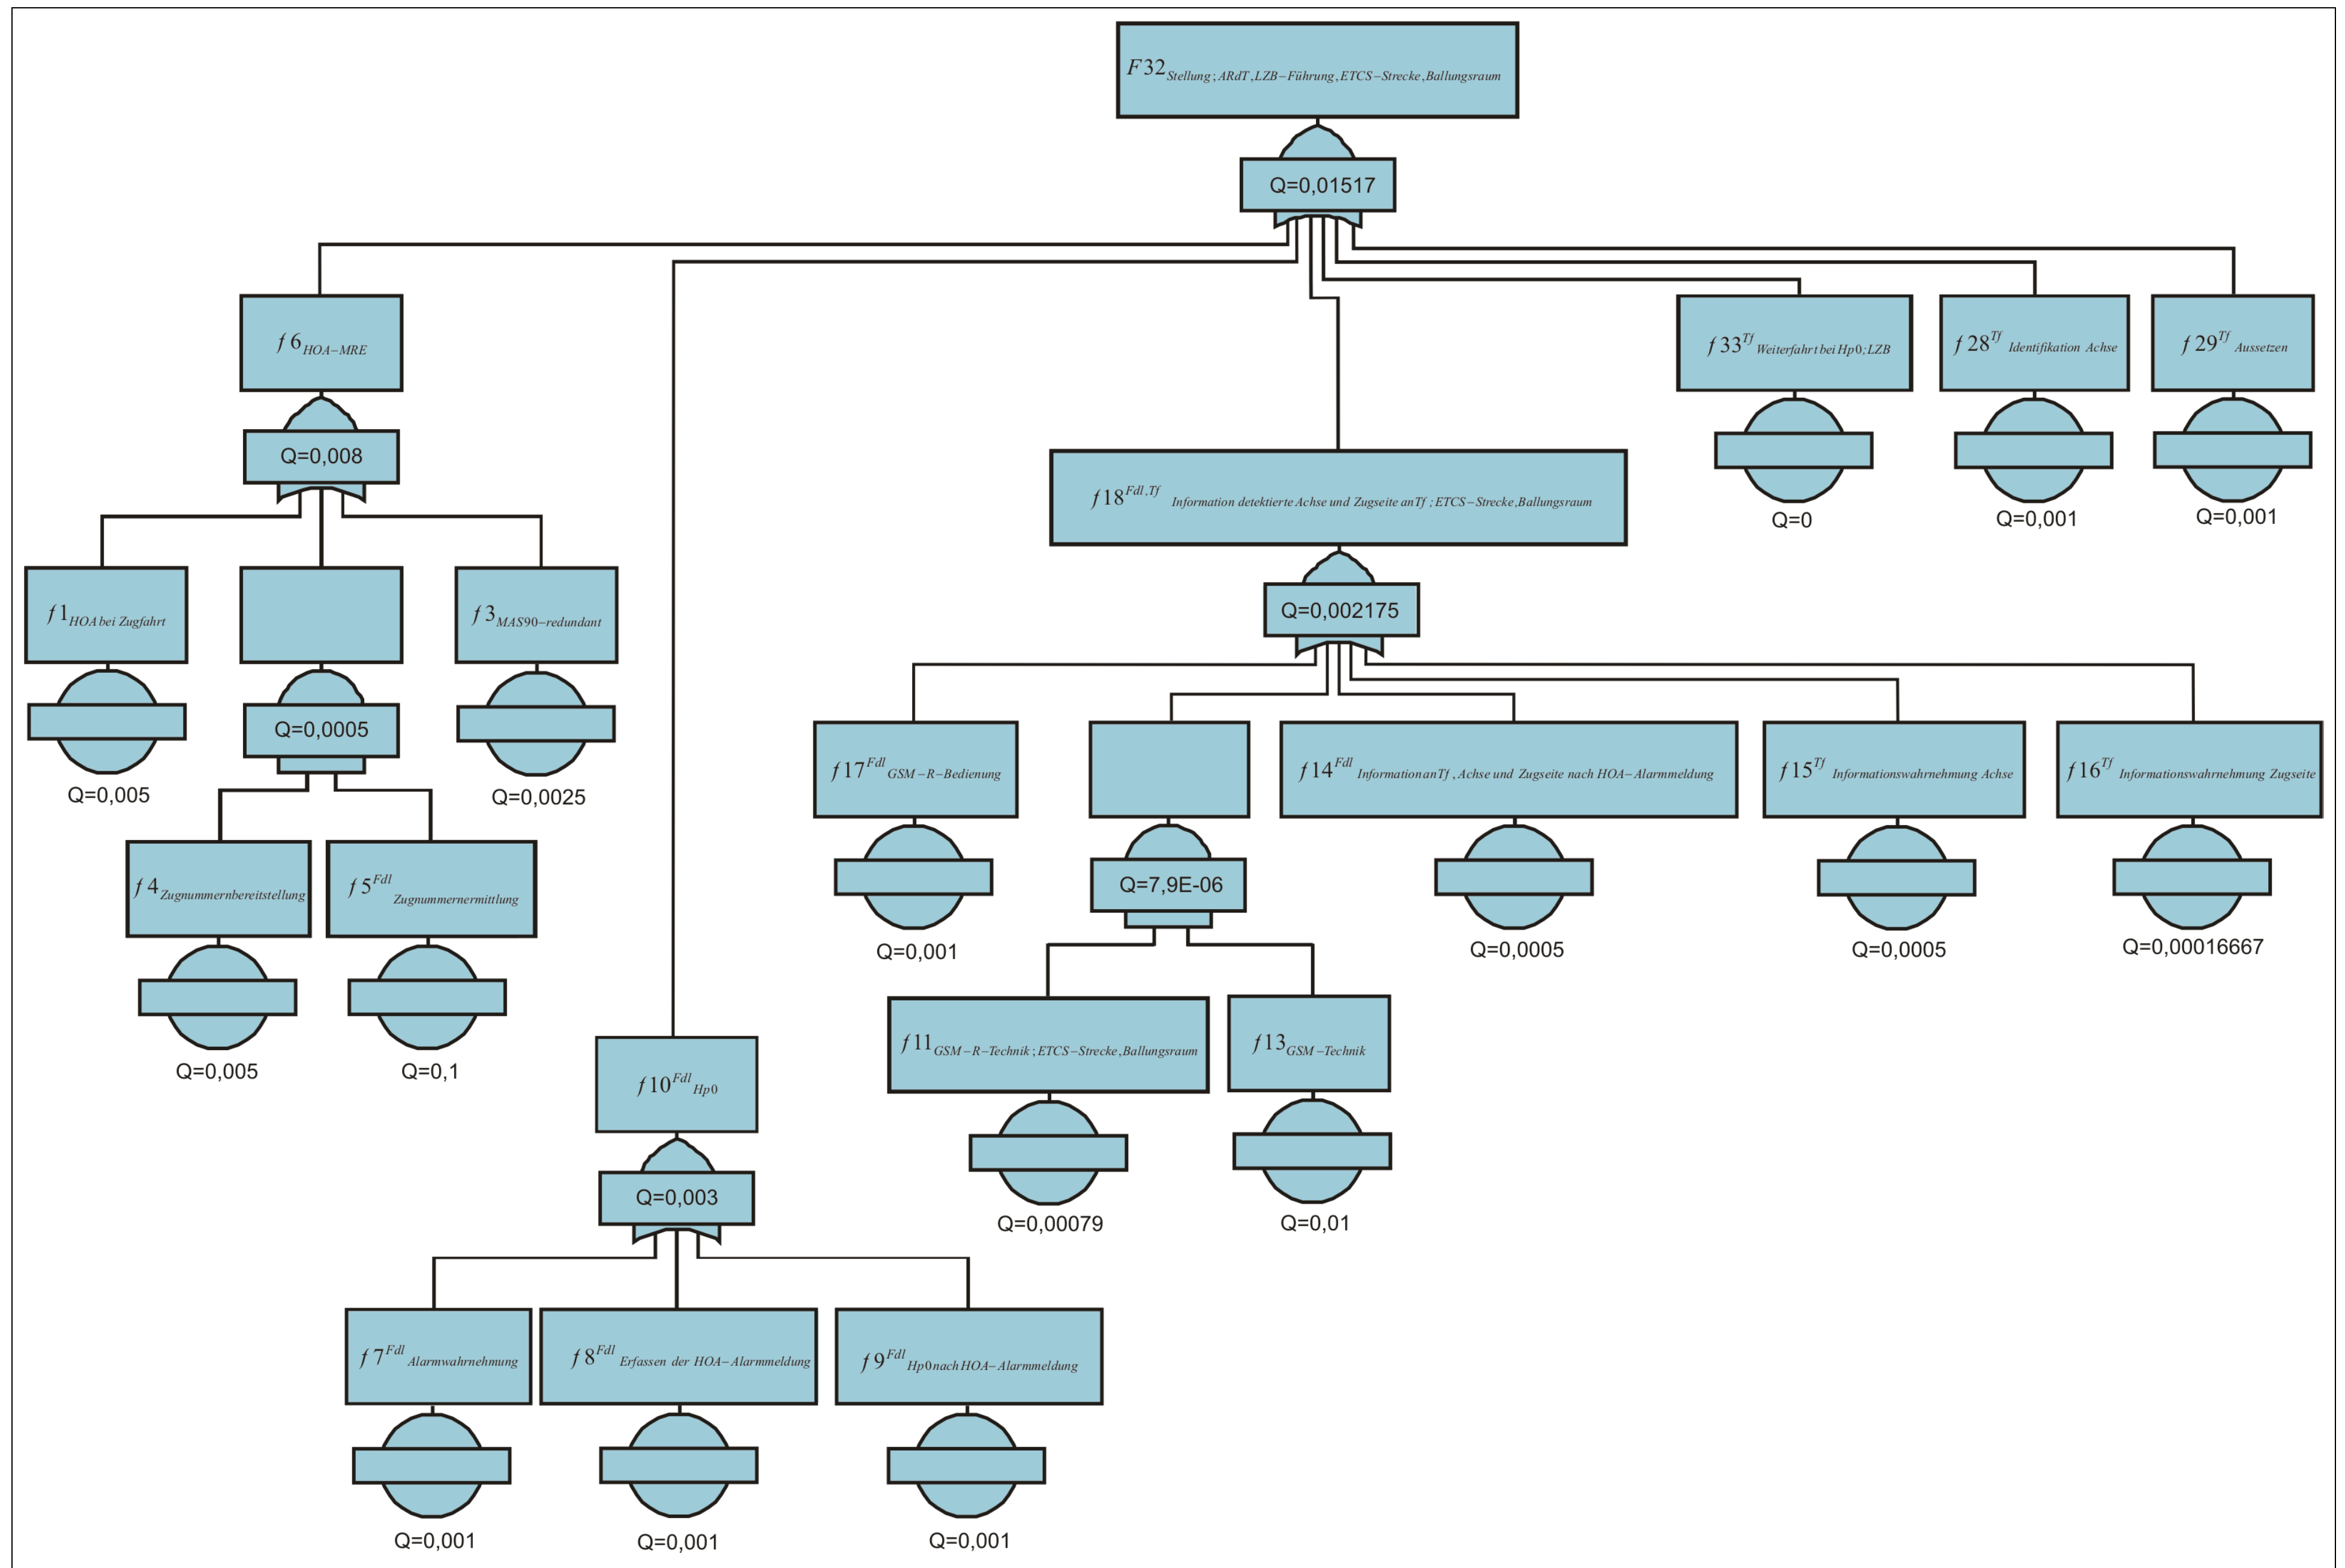 F32 Stellung; ARdT, LZB–Führung, ETCS–Strecke, Ballungsraum
Q=0,01517
f6 HOA–MRE
f33 Tf Weiterfahrt bei Hp0; LZB
f28 Tf Identifikation Achse
f29 Tf Aussetzen
Q=0,008
Q=0
Q=0,001
Q=0,001
f18 Fdl,Tf Information detektierte Achse und Zugseite an Tf; ETCS–Strecke, Ballungsraum
Q=0,002175
f1 HOA bei Zugfahrt
f3 MAS90–redundant
Q=0,0005
Q=0,005
Q=0,0025
f17 Fdl GSM–R–Bedienung
f14 Fdl Information an Tf, Achse und Zugseite nach HOA–Alarmmeldung
f15 Tf Informationswahrnehmung Achse
f16 Tf Informationswahrnehmung Zugseite
f4 Zugnummernbereitstellung
f5 Fdl Zugnummernermittlung
Q=7,9E-06
Q=0,001
Q=0,0005
Q=0,0005
Q=0,00016667
Q=0,005
Q=0,1
f11 GSM–R–Technik; ETCS–Strecke, Ballungsraum
f13 GSM–Technik
f10 Fdl Hp0
Q=0,003
Q=0,00079
Q=0,01
f7 Fdl Alarmwahrnehmung
f8 Fdl Erfassen der HOA–Alarmmeldung
f9 Fdl Hp0 nach HOA–Alarmmeldung
Q=0,001
Q=0,001
Q=0,001